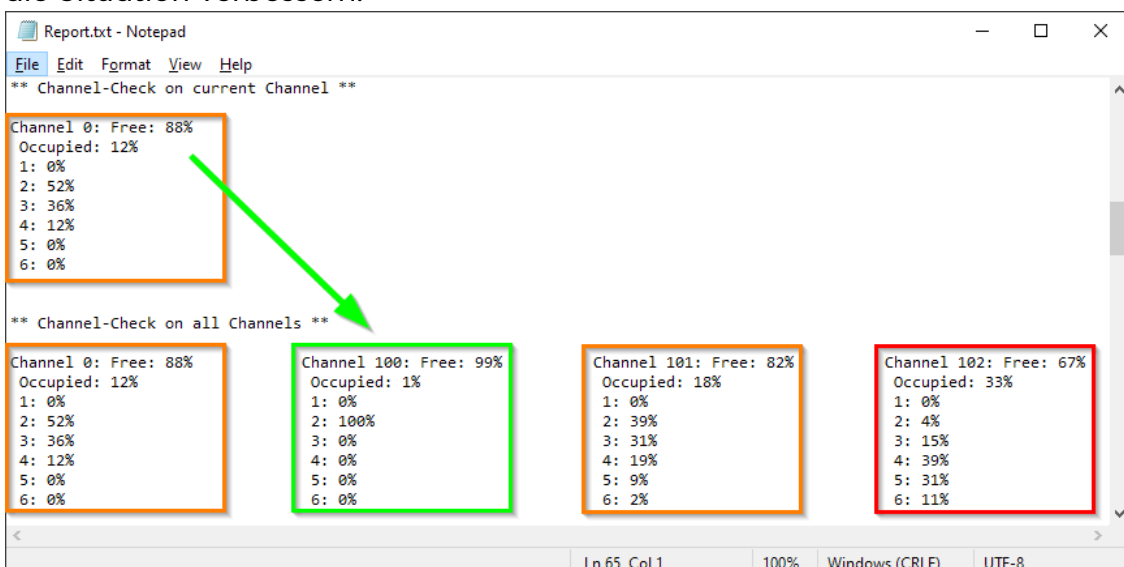 die Situation verbessern.
Report.txt - Notepad
File Edit Format View Help
** Channel-Check on current Channel **
Channel 0: Free: 88%
Occupied: 12%
1: 0%
2: 52%
3: 36%
4: 12%
5: 0%
6: 0%
** Channel-Check on all Channels **
Channel 0: Free: 88%
Occupied: 12%
1: 0%
2: 52%
3: 36%
4: 12%
5: 0%
6: 0%
Channel 100: Free: 99%
Occupied: 1%
1: 0%
2: 100%
3: 0%
4: 0%
5: 0%
6: 0%
Channel 101: Free: 82%
Occupied: 18%
1: 0%
2: 39%
3: 31%
4: 19%
5: 9%
6: 2%
Channel 102: Free: 67%
Occupied: 33%
1: 0%
2: 4%
3: 15%
4: 39%
5: 31%
6: 11%
Ln 65, Col 1 100% Windows (CRLF) UTF-8